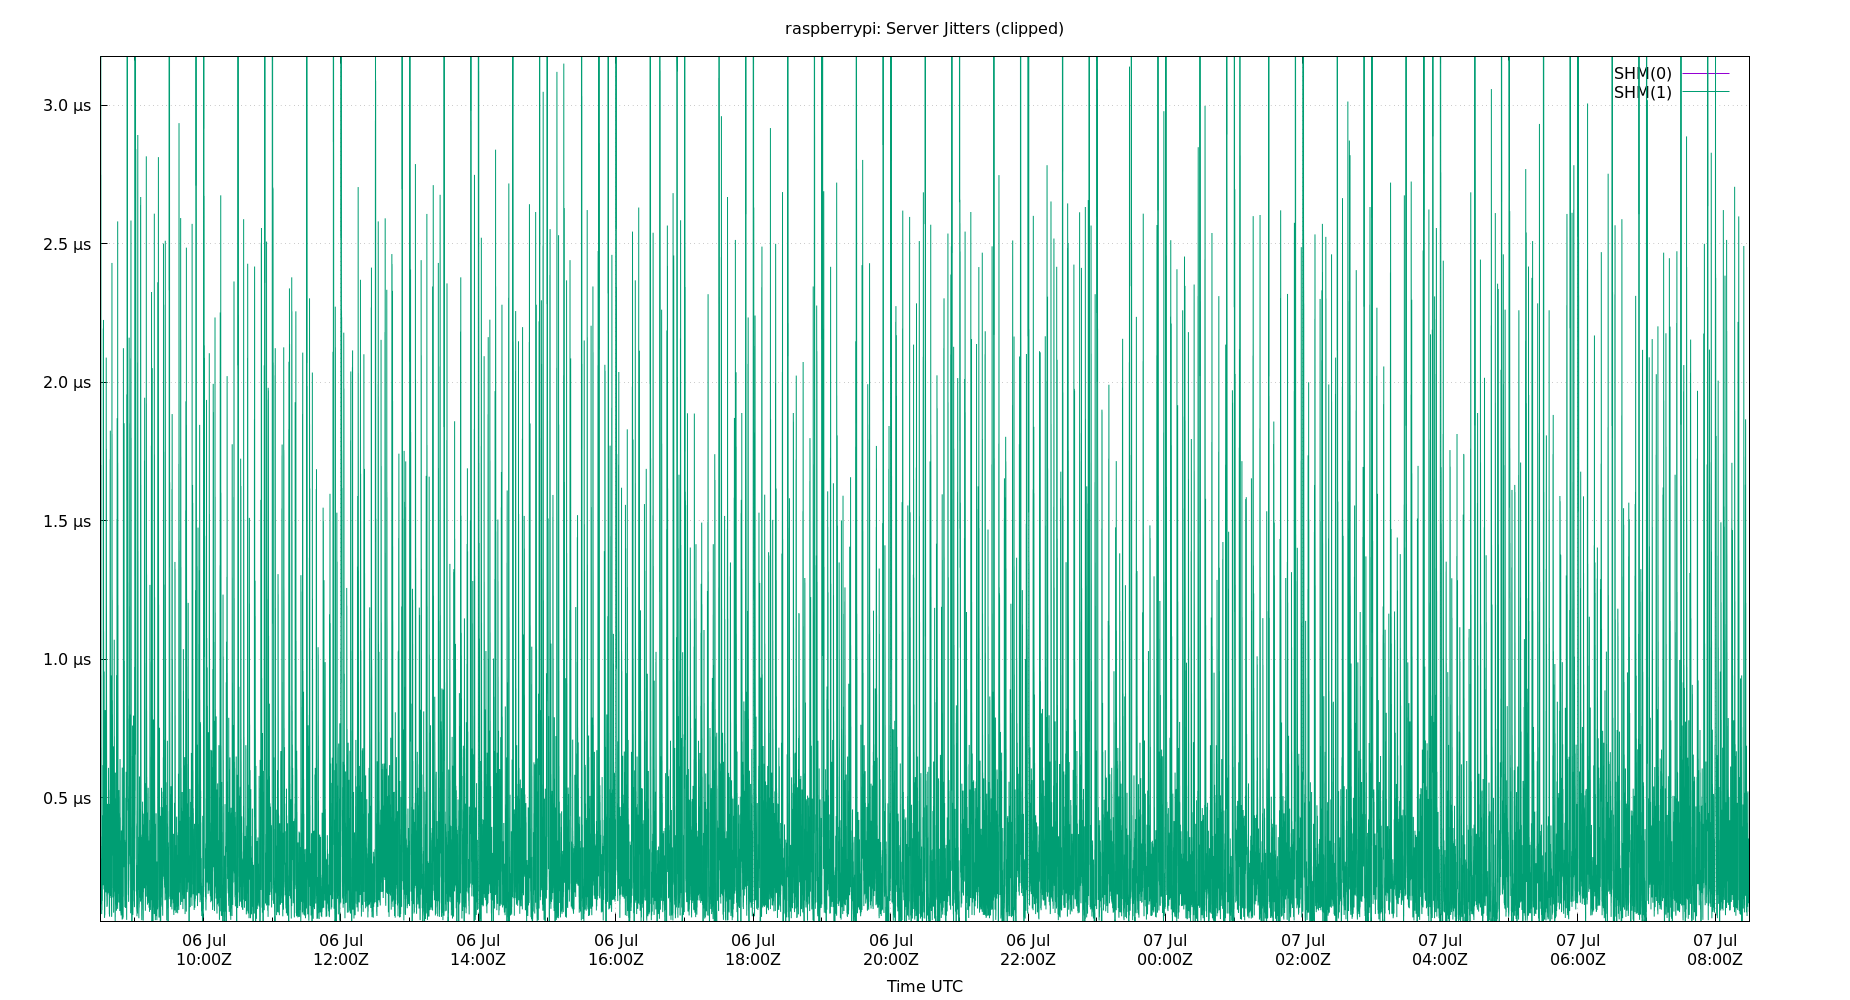 raspberrypi: Server Jitters (clipped)
SHM(0)
SHM(1)
3.0 μs
2.5 μs
2.0 μs
1.5 μs
1.0 μs
0.5 μs
06 Jul 06 Jul 06 Jul 06 Jul 06 Jul 06 Jul 06 Jul 07 Jul 07 Jul 07 Jul 07 Jul 07 Jul
10:00Z 12:00Z 14:00Z 16:00Z 18:00Z 20:00Z 22:00Z 00:00Z 02:00Z 04:00Z 06:00Z 08:00Z
Time UTC